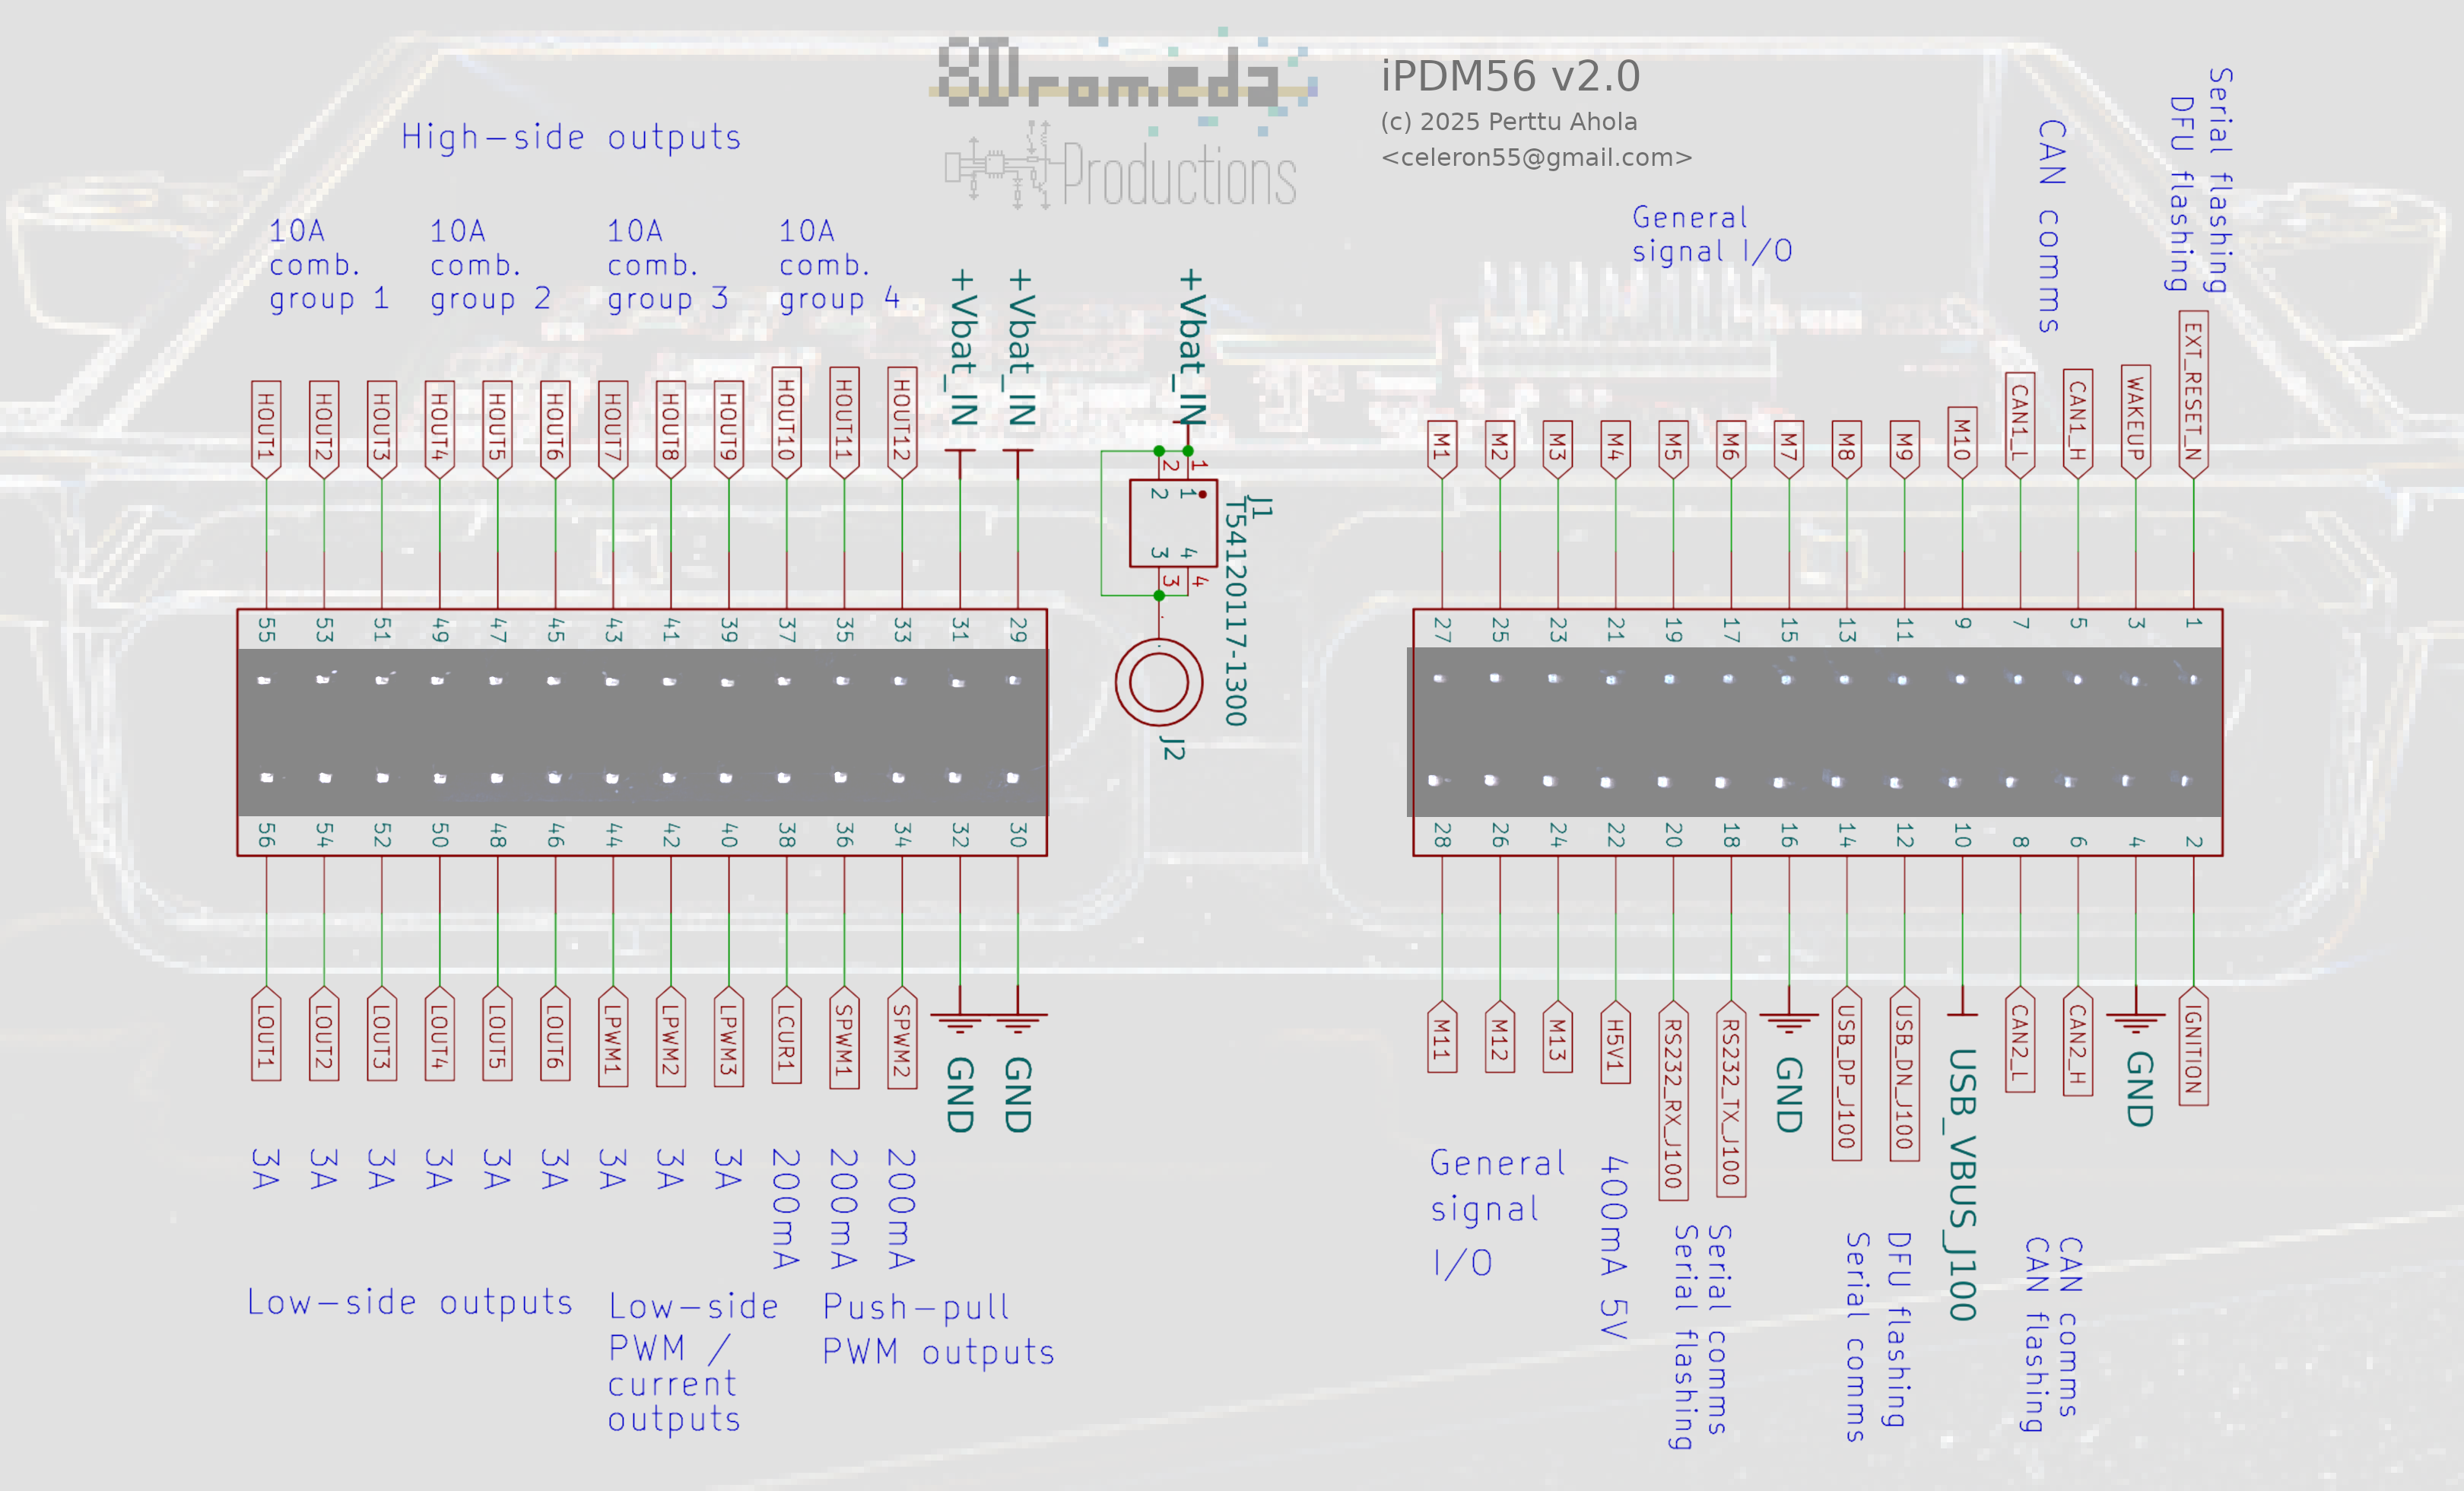 8Dromeda
Productions
iPDM56 v2.0
(c) 2025 Perttu Ahola
<celeron55@gmail.com>
High-side outputs
10A
comb.
group 1
10A
comb.
group 2
10A
comb.
group 3
10A
comb.
group 4
+Vbat_IN
+Vbat_IN
+Vbat_IN
General
signal I/O
CAN comms
DFU flashing
Serial flashing
HOUT1
HOUT2
HOUT3
HOUT4
HOUT5
HOUT6
HOUT7
HOUT8
HOUT9
HOUT10
HOUT11
HOUT12
2
1
2
1
3
4
3
4
J1
T54120117-1300
J2
M1
M2
M3
M4
M5
M6
M7
M8
M9
M10
CAN1_L
CAN1_H
WAKEUP
EXT_RESET_N
55
53
51
49
47
45
43
41
39
37
35
33
31
29
27
25
23
21
19
17
15
13
11
9
7
5
3
1
56
54
52
50
48
46
44
42
40
38
36
34
32
30
28
26
24
22
20
18
16
14
12
10
8
6
4
2
LOUT1
LOUT2
LOUT3
LOUT4
LOUT5
LOUT6
LPWM1
LPWM2
LPWM3
LCUR1
SPWM1
SPWM2
GND
GND
M11
M12
M13
H5V1
RS232_RX_J100
RS232_TX_J100
GND
USB_DP_J100
USB_DN_J100
USB_VBUS_J100
CAN2_L
CAN2_H
GND
IGNITION
3A
3A
3A
3A
3A
3A
3A
3A
3A
200mA
200mA
200mA
Low-side outputs
Low-side
PWM /
current
outputs
Push-pull
PWM outputs
General
signal
I/O
400mA 5V
Serial comms
Serial flashing
DFU flashing
Serial comms
CAN comms
CAN flashing